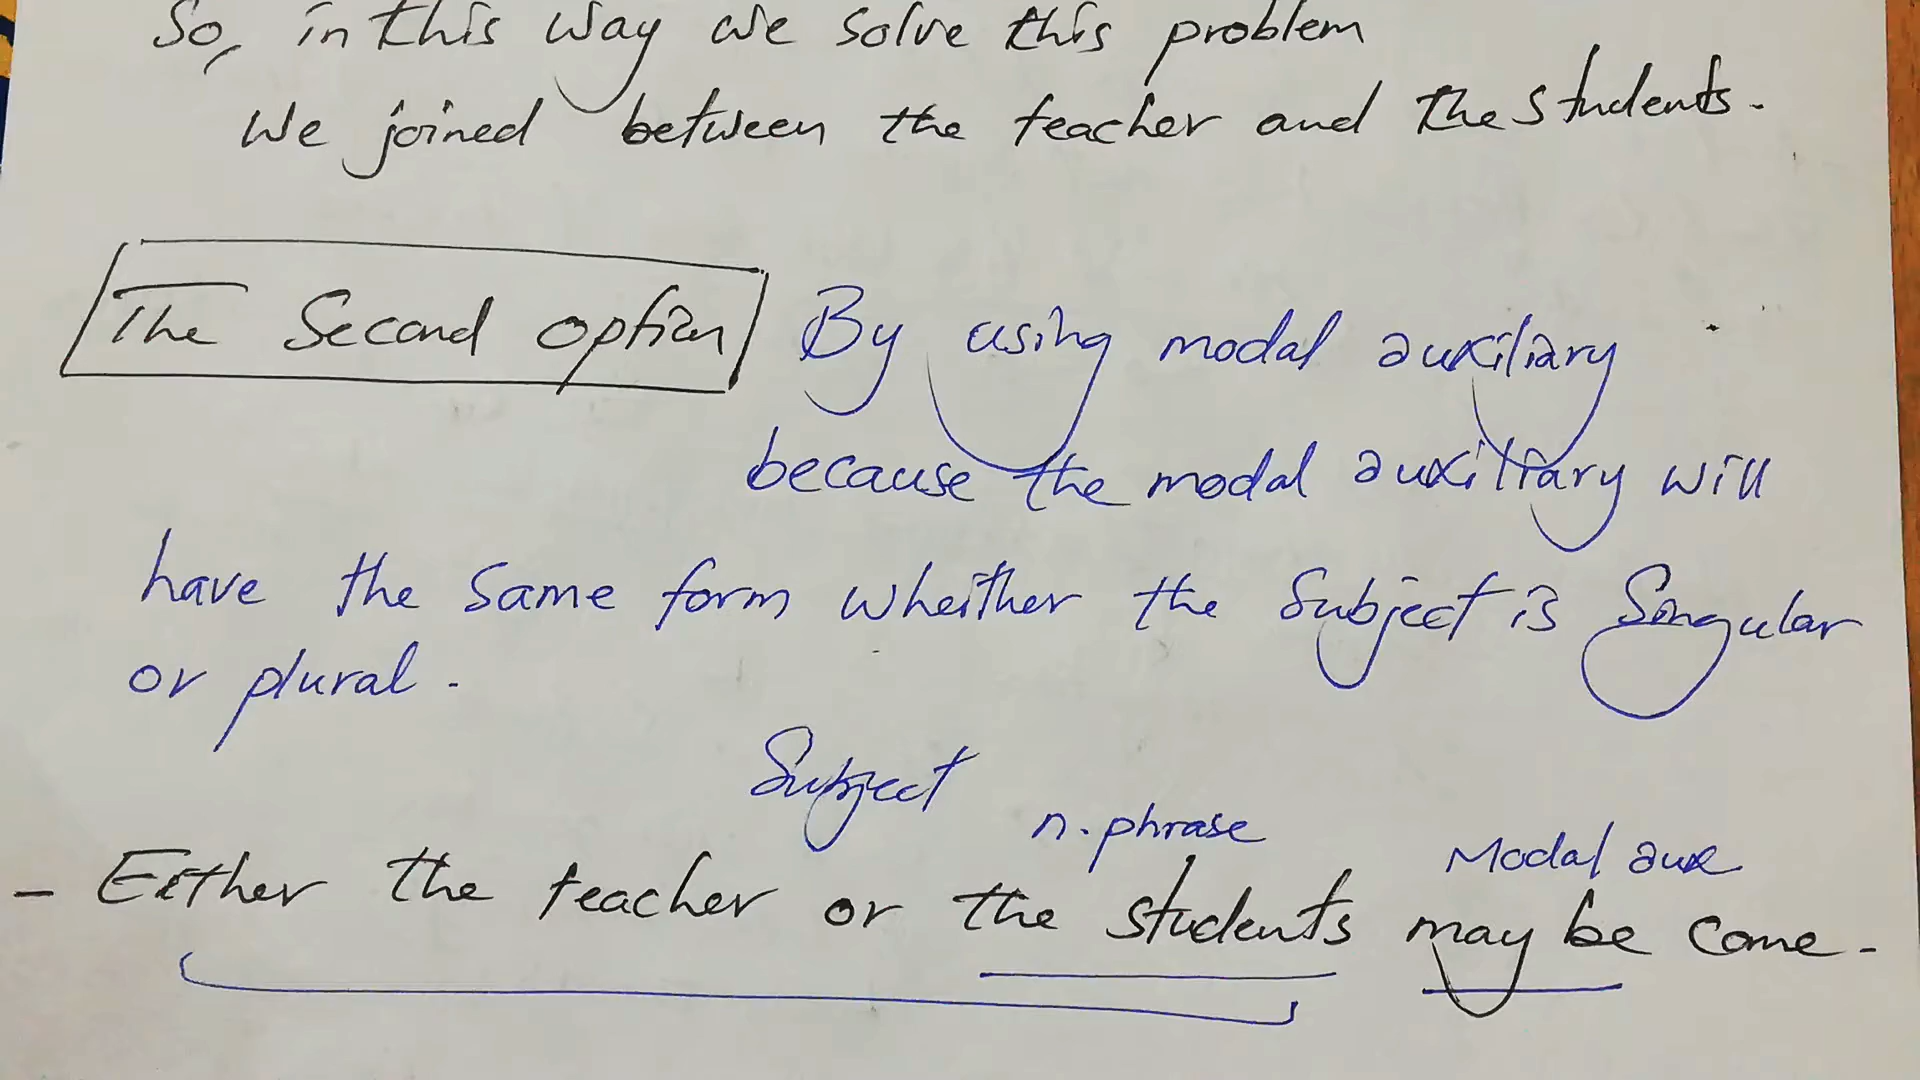 So, in this way we solve this problem
We joined between the teacher and the students.
The Second option By using modal auxiliary
because the modal auxiliary will
have the same form wheither the Subject is Singular
or plural.
Subject n. phrase Modal aux
- Either the teacher or the students may be come.